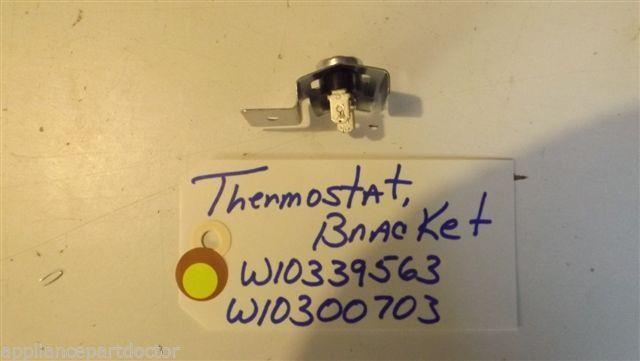 Thermostat,
Bracket
W10339563
W10300703
appliancepartdoctor